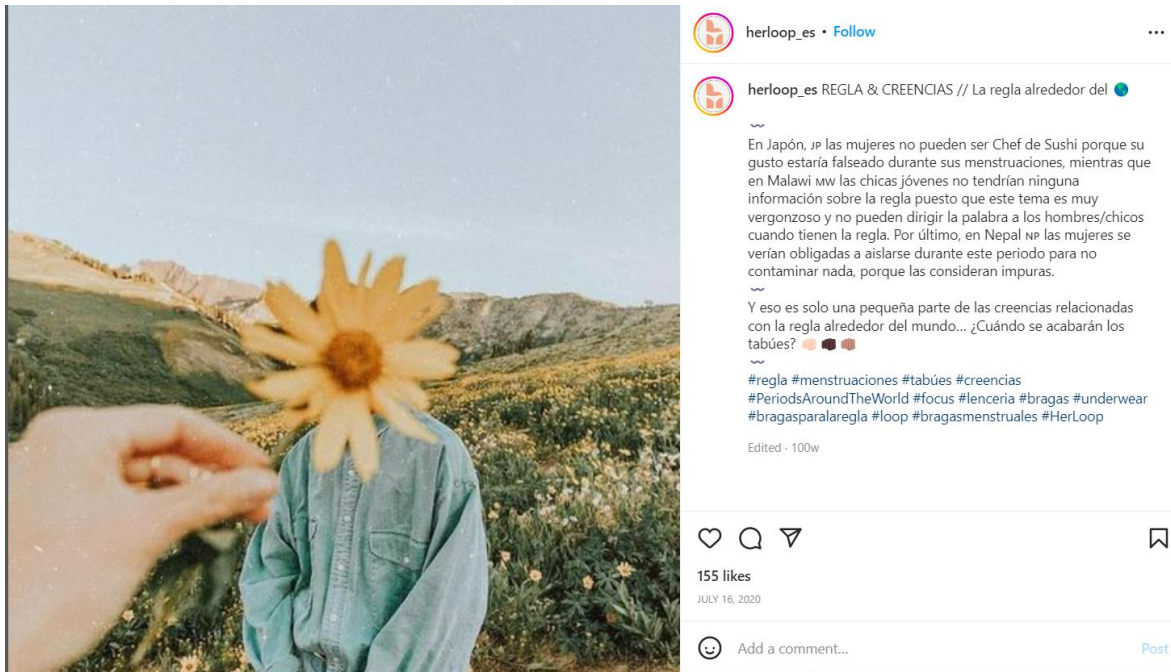 herloop_es • Follow
herloop_es REGLA & CREENCIAS // La regla alrededor del 🌎
〰
En Japón, JP las mujeres no pueden ser Chef de Sushi porque su
gusto estaría falseado durante sus menstruaciones, mientras que
en Malawi MW las chicas jóvenes no tendrían ninguna
información sobre la regla puesto que este tema es muy
vergonzoso y no pueden dirigir la palabra a los hombres/chicos
cuando tienen la regla. Por último, en Nepal NP las mujeres se
verían obligadas a aislarse durante este periodo para no
contaminar nada, porque las consideran impuras.
〰
Y eso es solo una pequeña parte de las creencias relacionadas
con la regla alrededor del mundo... ¿Cuándo se acabarán los
tabúes? 👊🏻 👊🏿 👊🏽
〰
#regla #menstruaciones #tabúes #creencias
#PeriodsAroundTheWorld #focus #lenceria #bragas #underwear
#bragasparalaregla #loop #bragasmenstruales #HerLoop
Edited · 100w
155 likes
JULY 16, 2020
Add a comment...
Post